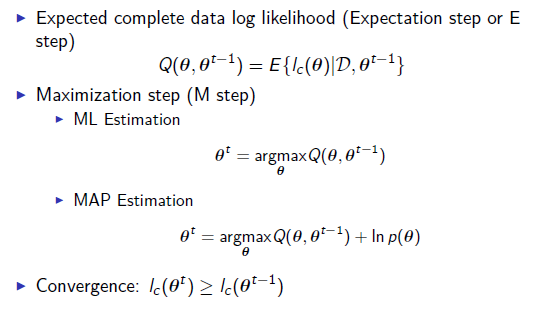 ▶ Expected complete data log likelihood (Expectation step or E
step)
Q(θ, θ^{t−1}) = E{l_c(θ)|𝒟, θ^{t−1}}
▶ Maximization step (M step)
▶ ML Estimation
θ^t = argmax_θ Q(θ, θ^{t−1})
▶ MAP Estimation
θ^t = argmax_θ Q(θ, θ^{t−1}) + ln p(θ)
▶ Convergence: l_c(θ^t) ≥ l_c(θ^{t−1})